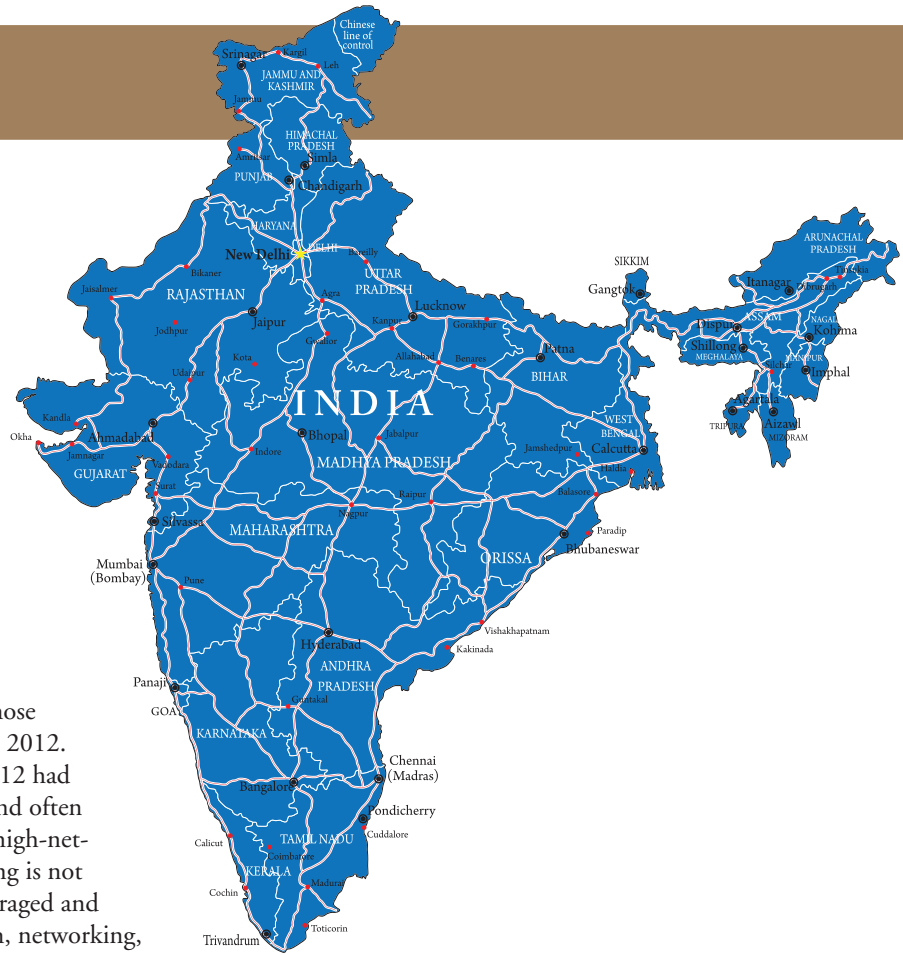 Chinese
line of
control
Srinagar
Kargil
Leh
JAMMU AND
KASHMIR
Jammu
HIMACHAL
PRADESH
Amritsar
Simla
PUNJAB
Chandigarh
HARYANA
New Delhi
DELHI
Bareilly
UTTAR
PRADESH
Bikaner
Jaisalmer
RAJASTHAN
Agra
Lucknow
Jaipur
Jodhpur
Kanpur
Gorakhpur
Gwalior
Kota
Allahabad
Benares
Patna
BIHAR
Udaipur
SIKKIM
Gangtok
ARUNACHAL
PRADESH
Itanagar
Tinsukia
Dibrugarh
Dispur
ASSAM
NAGAL
Kohima
Shillong
MEGHALAYA
MANIPUR
Silchar
Imphal
Agartala
TRIPURA
Aizawl
MIZORAM
INDIA
Kandla
Okha
Ahmadabad
Jamnagar
GUJARAT
Vadodara
Surat
Bhopal
Jabalpur
Indore
MADHYA PRADESH
WEST
BENGAL
Jamshedpur
Calcutta
Haldia
Balasore
Raipur
Nagpur
Silvassa
MAHARASHTRA
Paradip
Bhubaneswar
ORISSA
Mumbai
(Bombay)
Pune
Vishakhapatnam
Kakinada
Hyderabad
ANDHRA
PRADESH
Panaji
GOA
Guntakal
KARNATAKA
Chennai
(Madras)
Bangalore
Pondicherry
Cuddalore
TAMIL NADU
Calicut
Coimbatore
KERALA
Cochin
Madurai
Toticorin
Trivandrum
hose
2012.
12 had
nd often
high-net-
ng is not
raged and
n, networking,